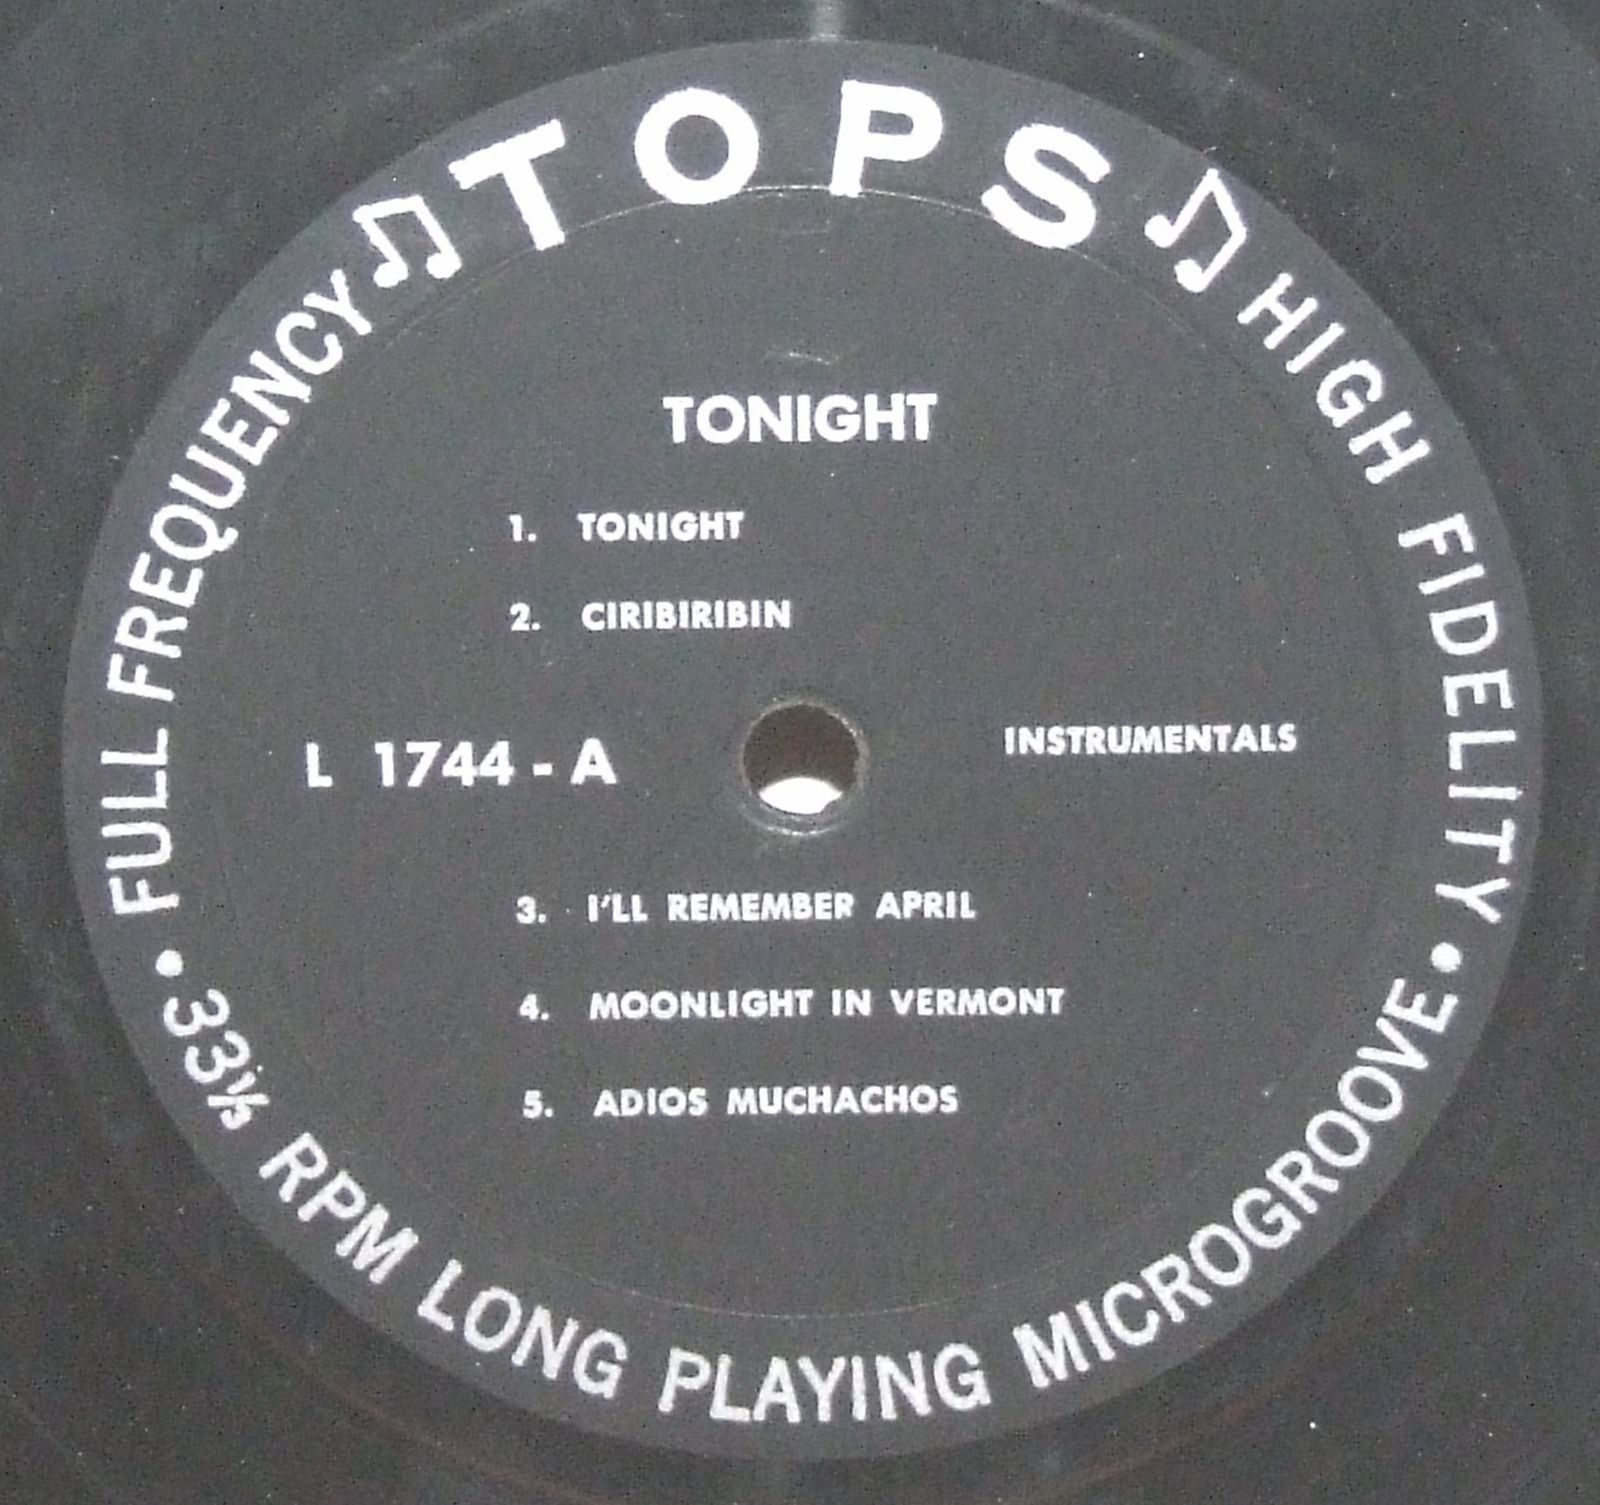 TOPS
FULL FREQUENCY
HIGH FIDELITY
TONIGHT
1. TONIGHT
2. CIRIBIRIBIN
L 1744 - A
INSTRUMENTALS
3. I'LL REMEMBER APRIL
4. MOONLIGHT IN VERMONT
5. ADIOS MUCHACHOS
• 33⅓ RPM LONG PLAYING MICROGROOVE •